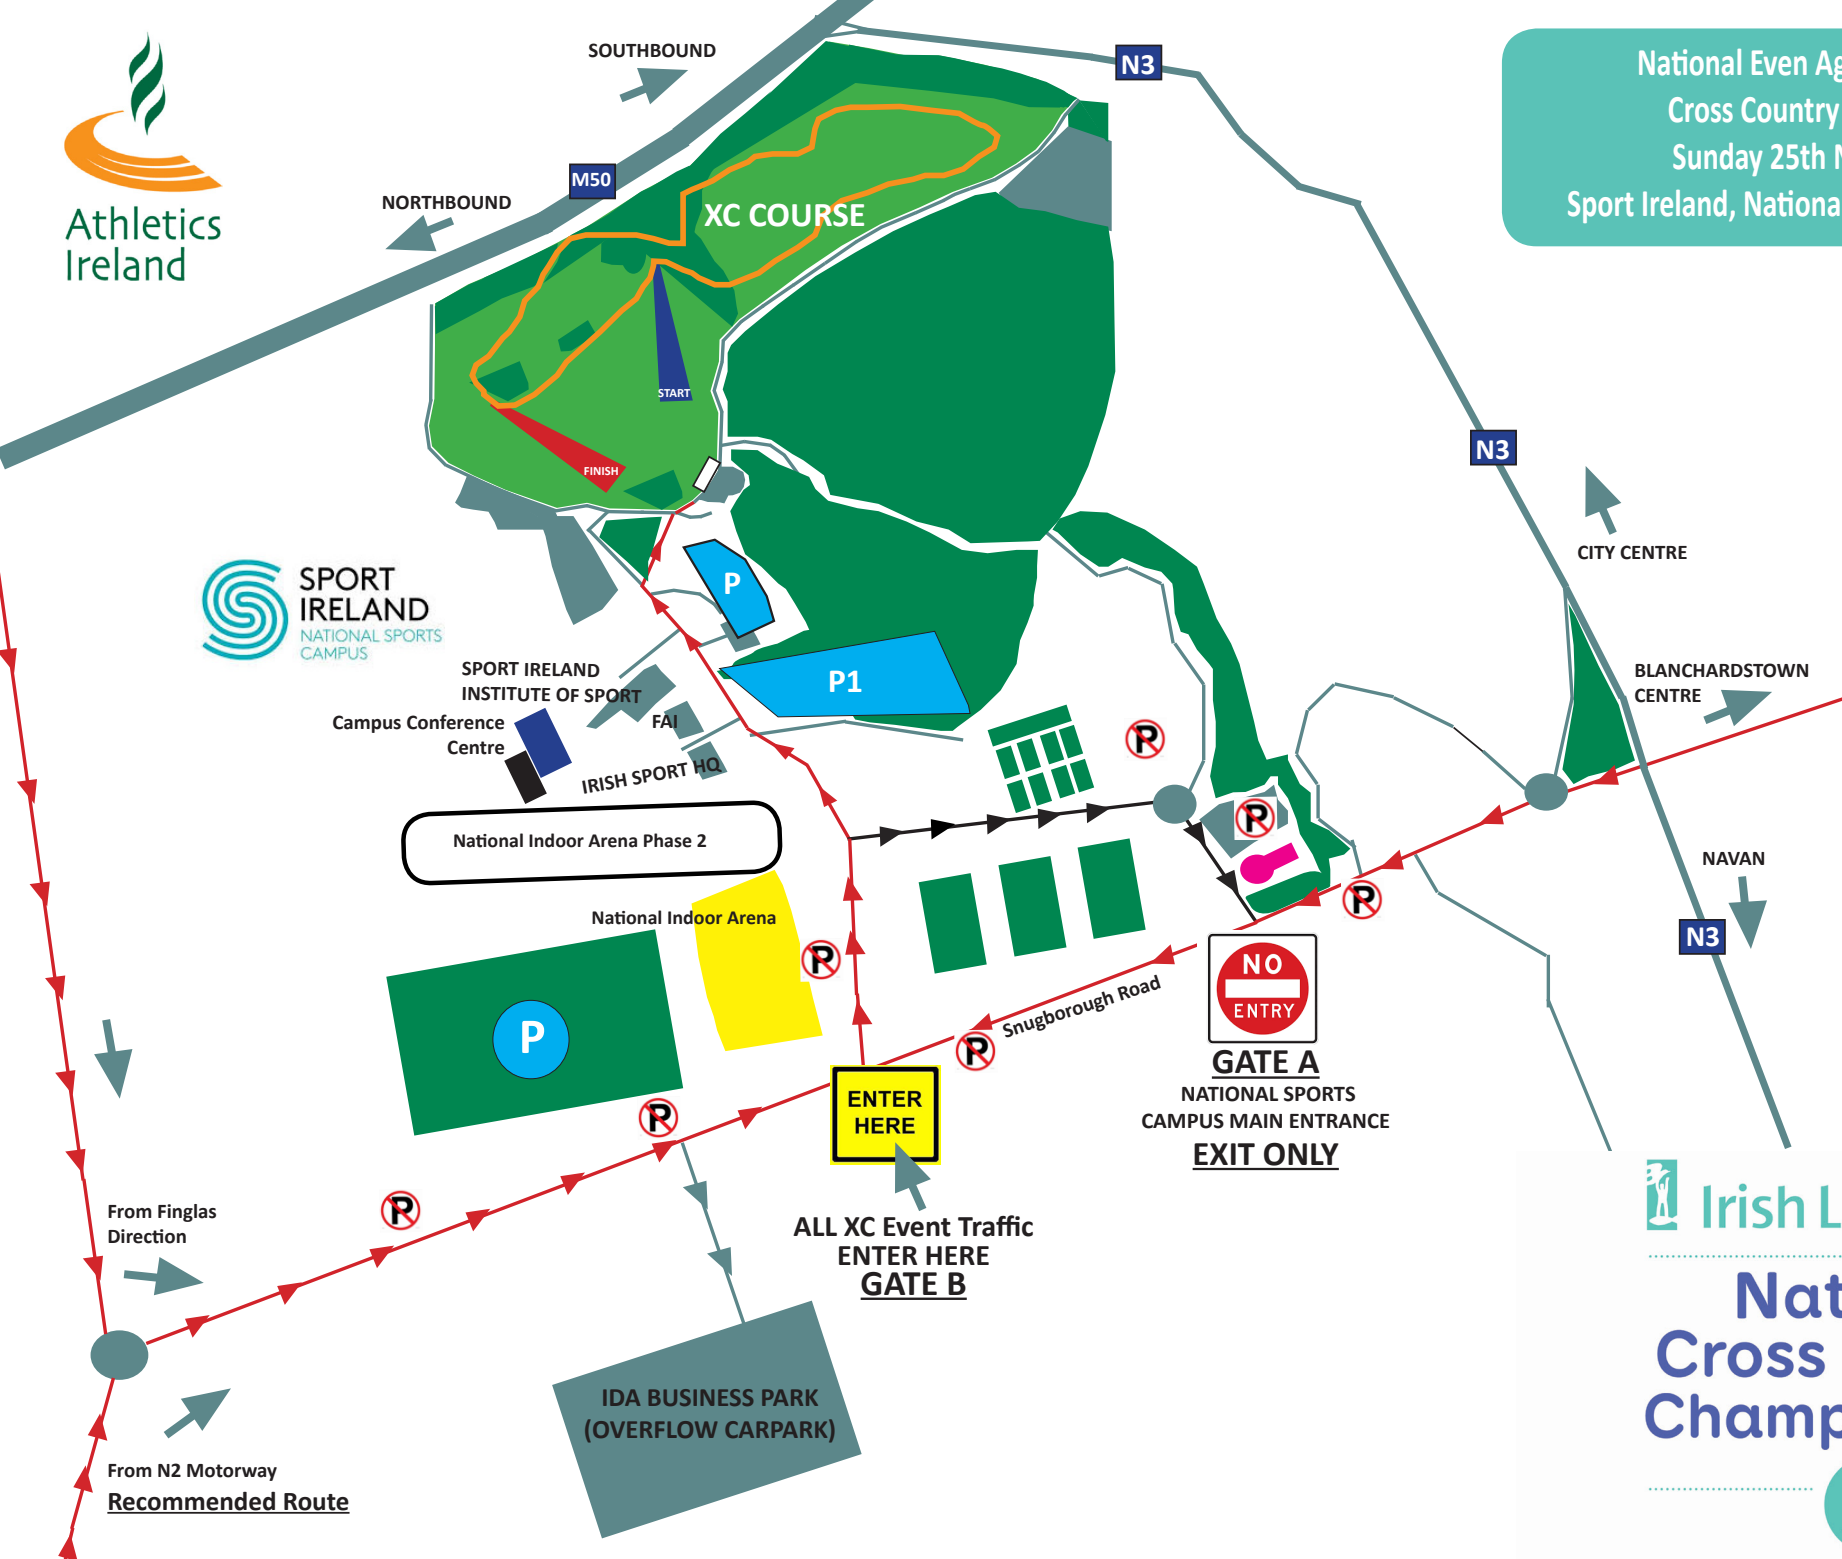 Athletics
Ireland
SOUTHBOUND
NORTHBOUND
M50
N3
National Even
Cross Country
Sunday 25th
Sport Ireland,
XC COURSE
START
FINISH
N3
CITY CENTRE
SPORT
IRELAND
NATIONAL SPORTS
CAMPUS
P
P1
SPORT IRELAND
INSTITUTE OF SPORT
FAI
Campus Conference
Centre
IRISH SPORT HQ
BLANCHARDSTOWN
CENTRE
P
P
National Indoor Arena Phase 2
NAVAN
N3
National Indoor Arena
P
P
P
P
P
P
Snugborough Road
NO
ENTRY
GATE A
NATIONAL SPORTS
CAMPUS MAIN ENTRANCE
EXIT ONLY
ENTER
HERE
ALL XC Event Traffic
ENTER HERE
GATE B
From Finglas
Direction
From N2 Motorway
Recommended Route
IDA BUSINESS PARK
(OVERFLOW CARPARK)
Irish
Cross